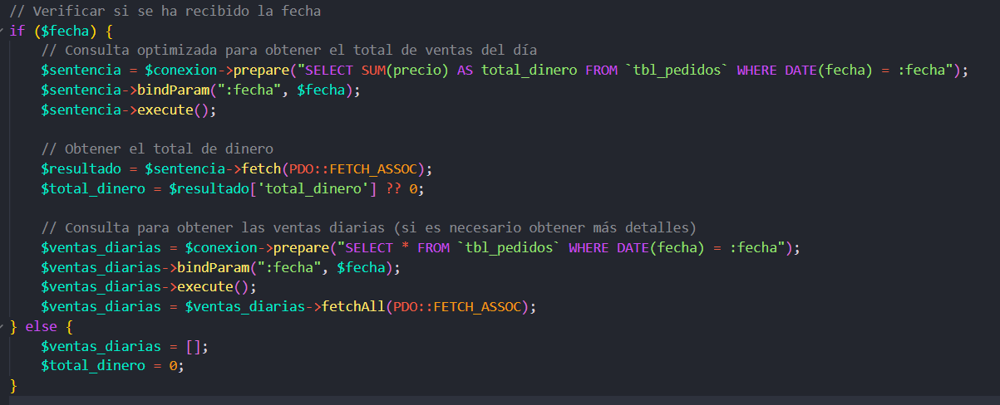 // Verificar si se ha recibido la fecha
if ($fecha) {
    // Consulta optimizada para obtener el total de ventas del día
    $sentencia = $conexion->prepare("SELECT SUM(precio) AS total_dinero FROM `tbl_pedidos` WHERE DATE(fecha) = :fecha");
    $sentencia->bindParam(":fecha", $fecha);
    $sentencia->execute();

    // Obtener el total de dinero
    $resultado = $sentencia->fetch(PDO::FETCH_ASSOC);
    $total_dinero = $resultado['total_dinero'] ?? 0;

    // Consulta para obtener las ventas diarias (si es necesario obtener más detalles)
    $ventas_diarias = $conexion->prepare("SELECT * FROM `tbl_pedidos` WHERE DATE(fecha) = :fecha");
    $ventas_diarias->bindParam(":fecha", $fecha);
    $ventas_diarias->execute();
    $ventas_diarias = $ventas_diarias->fetchAll(PDO::FETCH_ASSOC);
} else {
    $ventas_diarias = [];
    $total_dinero = 0;
}